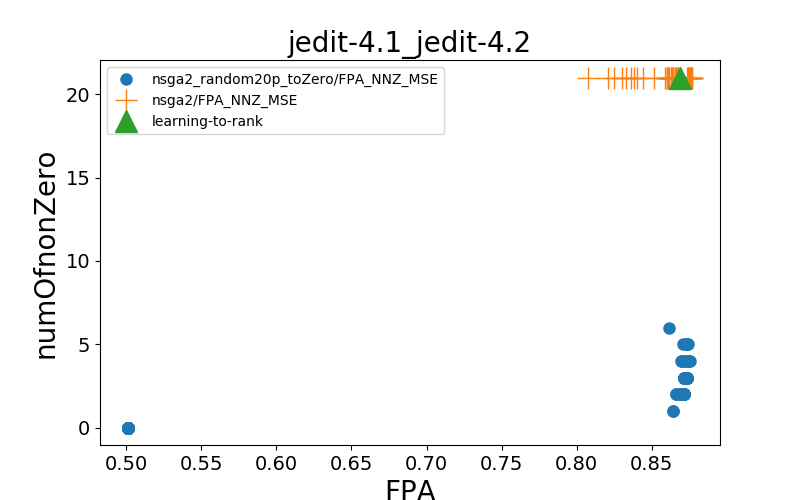 jedit-4.1_jedit-4.2
nsga2_random20p_toZero/FPA_NNZ_MSE
nsga2/FPA_NNZ_MSE
learning-to-rank
numOfnonZero
20
15
10
5
0
0.50 0.55 0.60 0.65 0.70 0.75 0.80 0.85
FPA